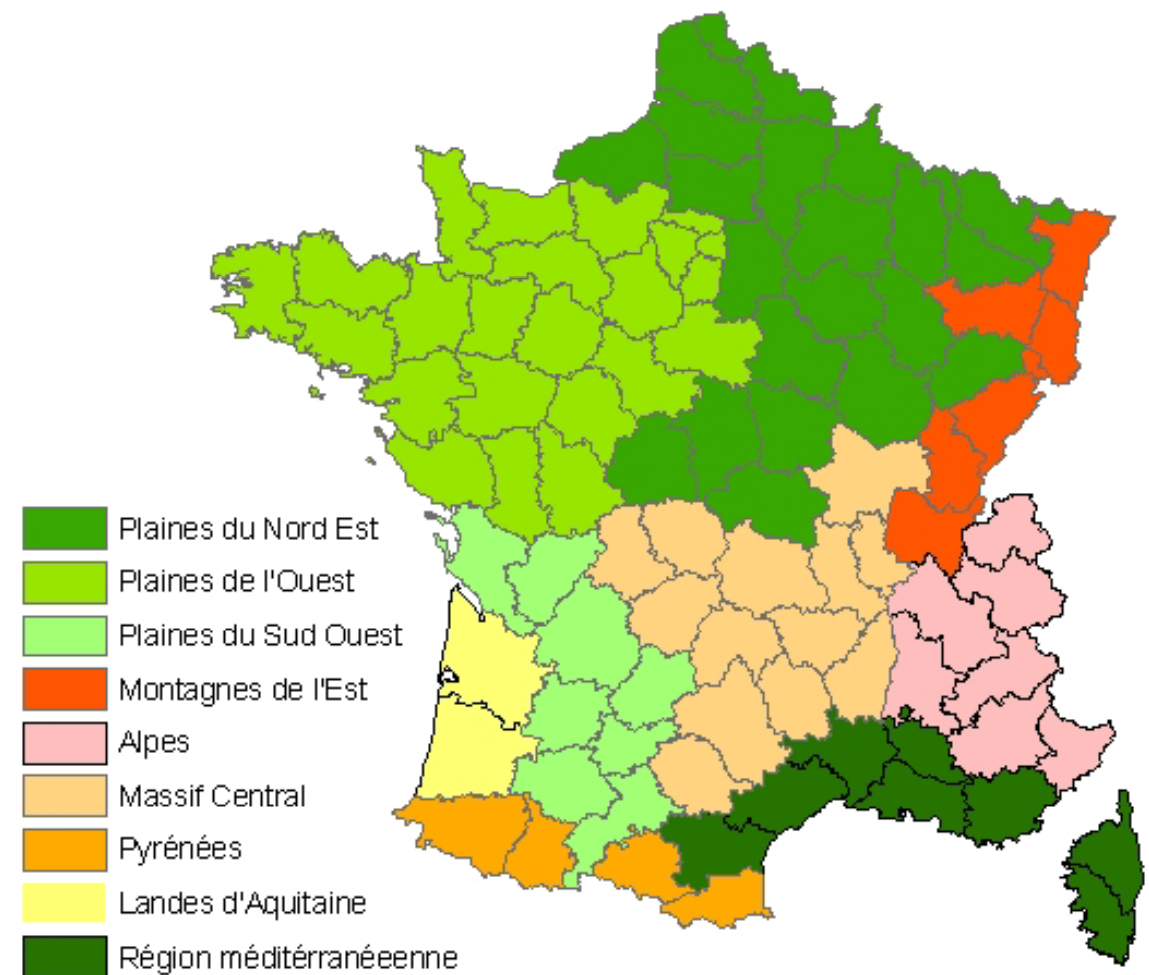 Plaines du Nord Est
Plaines de l'Ouest
Plaines du Sud Ouest
Montagnes de l'Est
Alpes
Massif Central
Pyrénées
Landes d'Aquitaine
Région méditérranéeenne